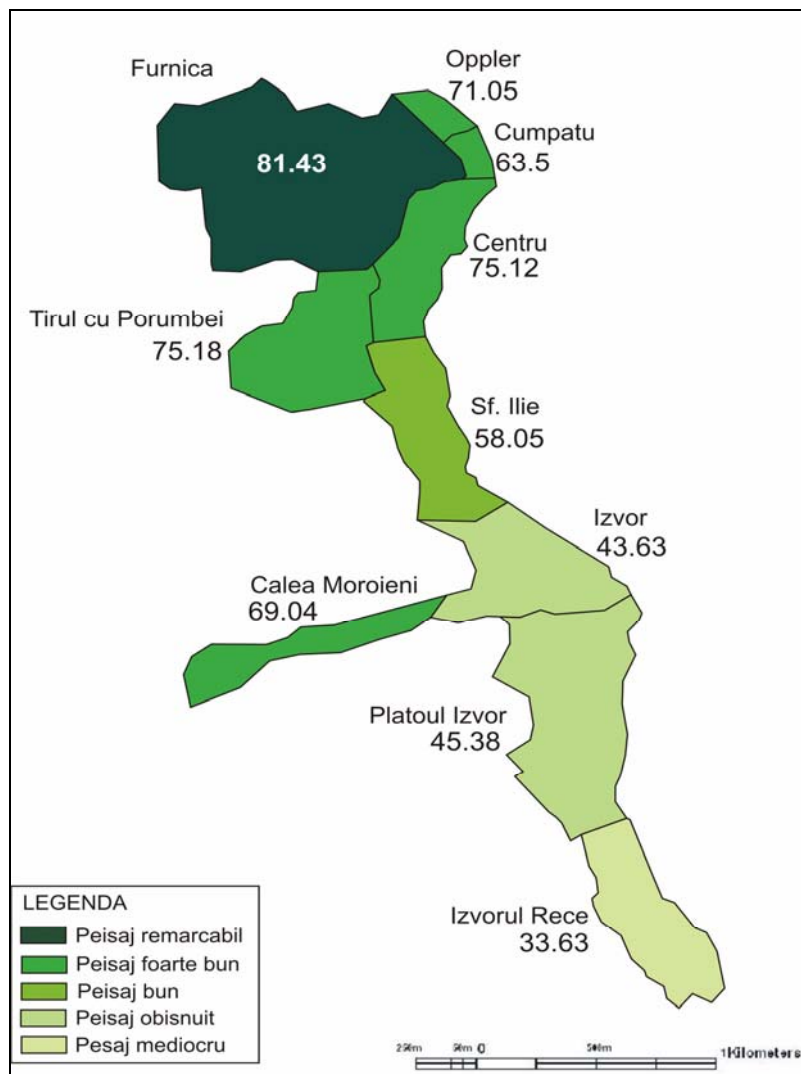 Furnica
81.43
Oppler
71.05
Cumpatu
63.5
Centru
75.12
Tirul cu Porumbei
75.18
Sf. Ilie
58.05
Izvor
43.63
Calea Moroieni
69.04
Platoul Izvor
45.38
Izvorul Rece
33.63
LEGENDA
Peisaj remarcabil
Peisaj foarte bun
Peisaj bun
Peisaj obisnuit
Pesaj mediocru
0 1Kilometers